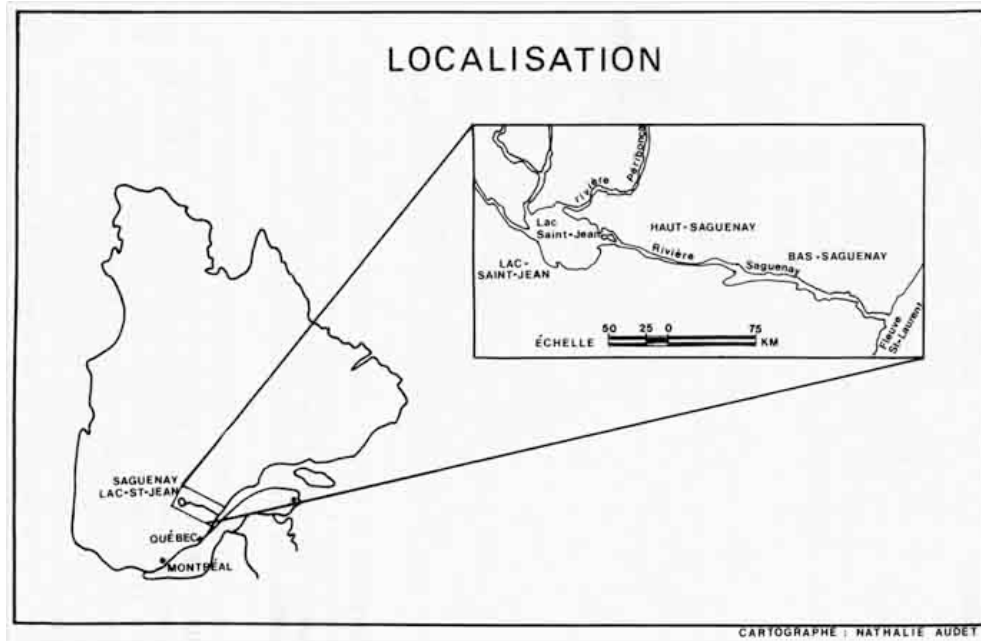 LOCALISATION
rivière Péribonca
Lac
Saint-Jean
HAUT-SAGUENAY
LAC-
SAINT-JEAN
Rivière Saguenay
BAS-SAGUENAY
Fleuve
St-Laurent
50 25 0 75
ÉCHELLE KM
SAGUENAY
LAC-ST-JEAN
QUÉBEC
MONTRÉAL
CARTOGRAPHE : NATHALIE AUDET